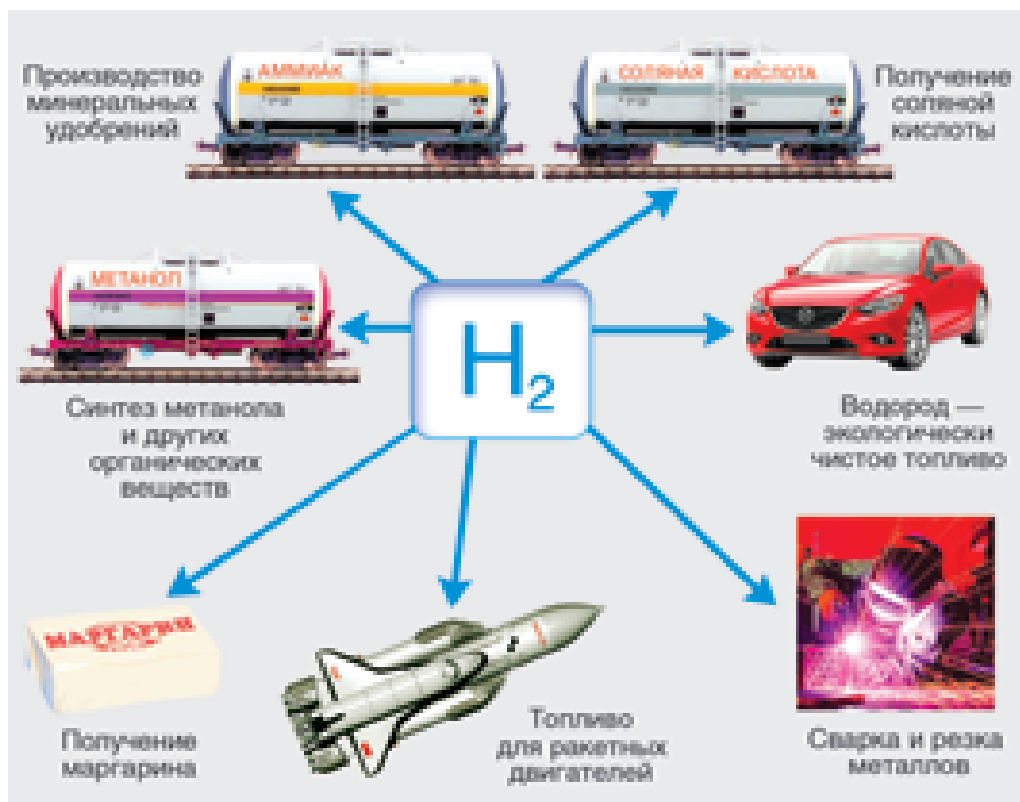 Производство
минеральных
удобрений
АММИАК
СОЛЯНАЯ КИСЛОТА
Получение
соляной
кислоты
МЕТАНОЛ
H₂
Синтез метанола
и других
органических
веществ
Водород —
экологически
чистое топливо
МАРГАРИН
Получение
маргарина
Топливо
для ракетных
двигателей
Сварка и резка
металлов